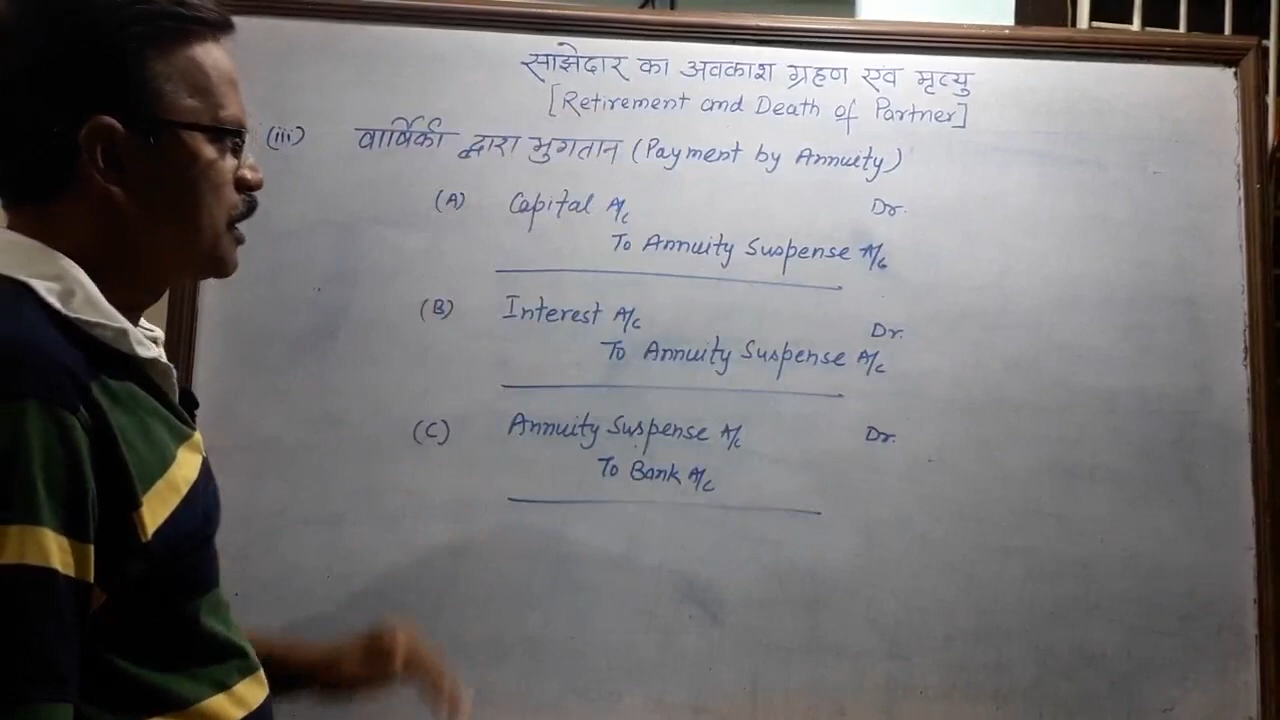 साझेदार का अवकाश ग्रहण एवं मृत्यु
[Retirement and Death of Partner]
(iii) वार्षिकी द्वारा भुगतान (Payment by Annuity)
(A) Capital A/c Dr.
To Annuity Suspense A/c
(B) Interest A/c Dr.
To Annuity Suspense A/c
(C) Annuity Suspense A/c Dr.
To Bank A/c